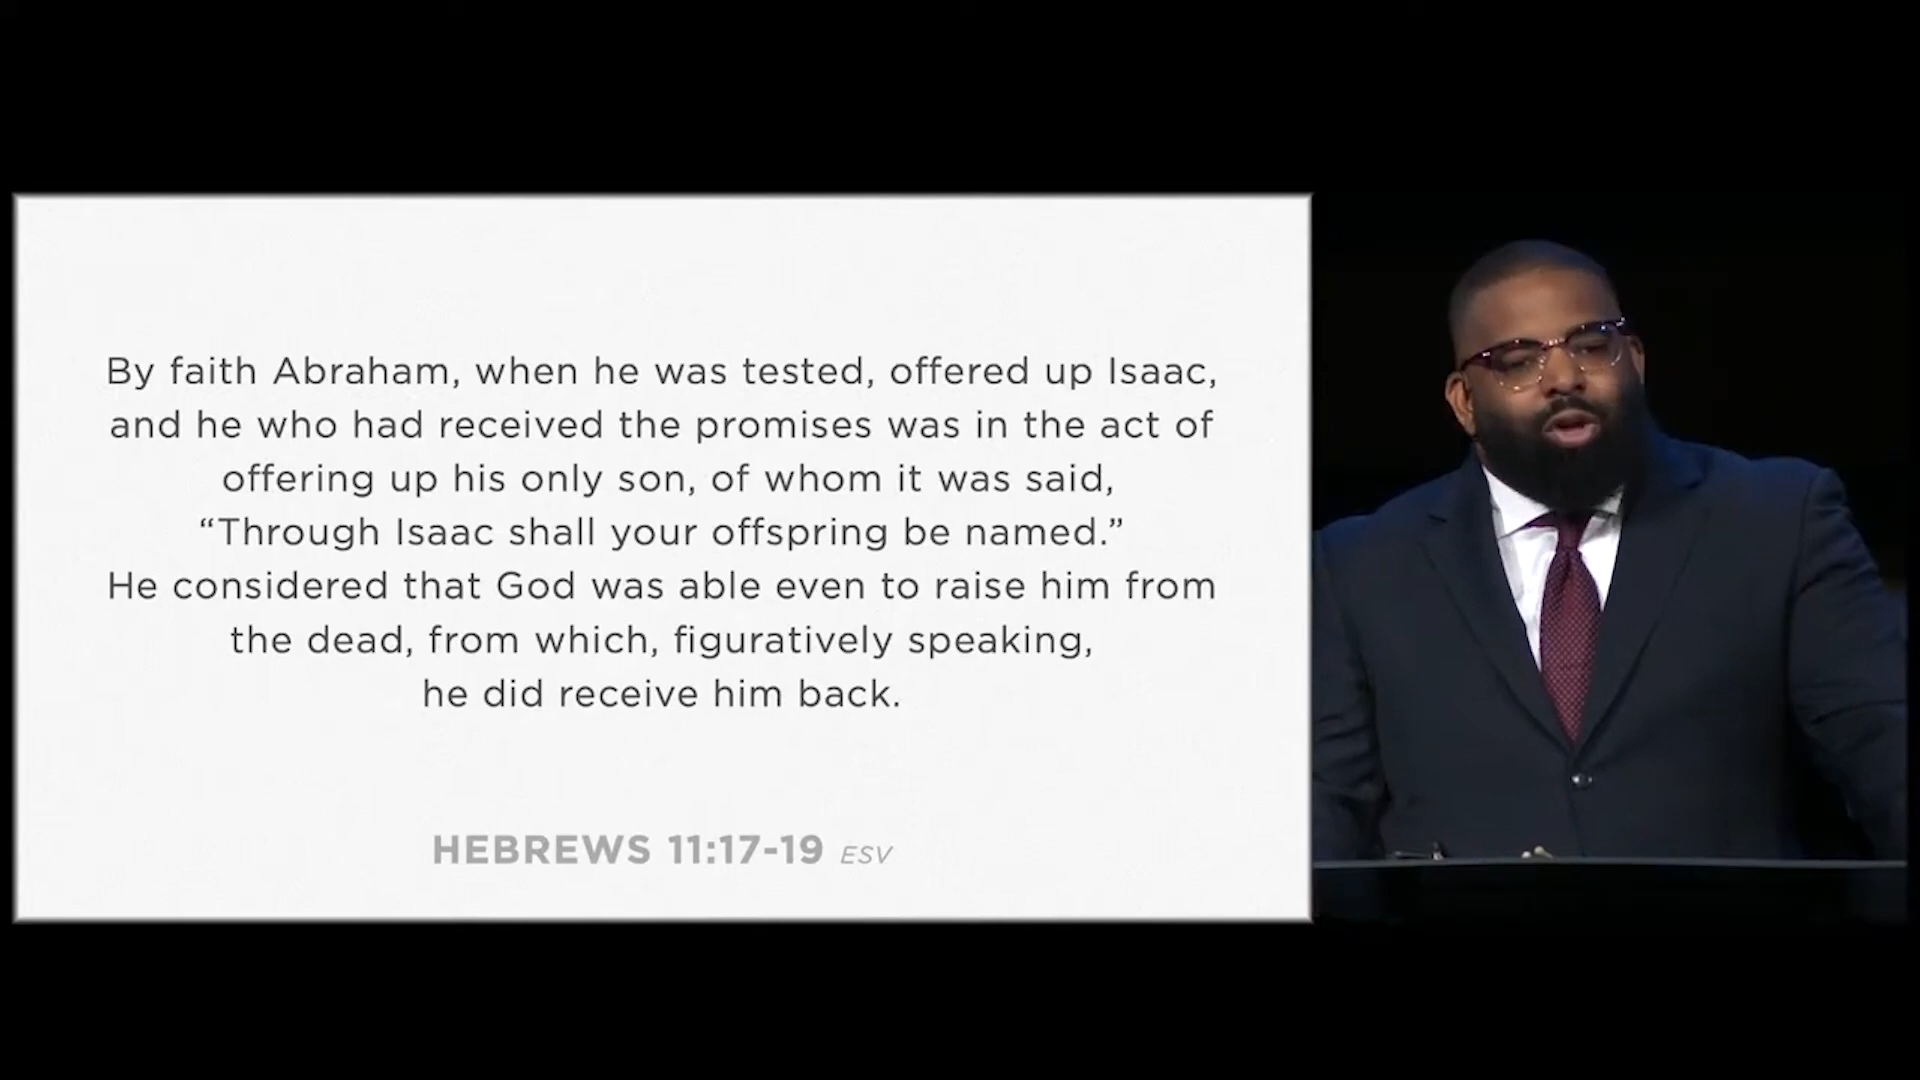 By faith Abraham, when he was tested, offered up Isaac,
and he who had received the promises was in the act of
offering up his only son, of whom it was said,
“Through Isaac shall your offspring be named.”
He considered that God was able even to raise him from
the dead, from which, figuratively speaking,
he did receive him back.
HEBREWS 11:17-19 ESV